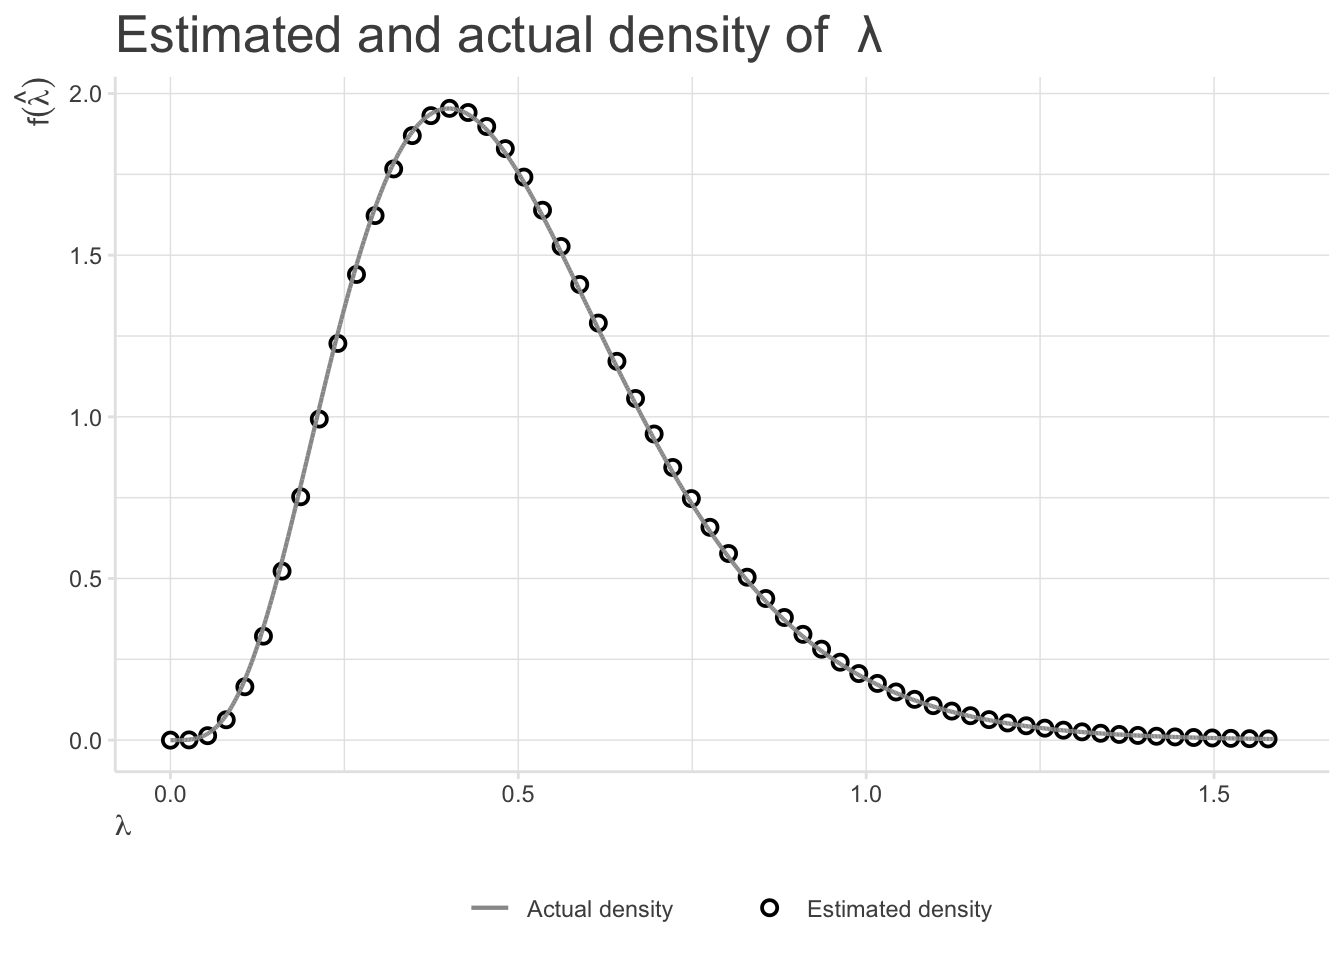 Estimated and actual density of λ
f(λ̂)
2.0
1.5
1.0
0.5
0.0
0.0 0.5 1.0 1.5
λ
Actual density Estimated density